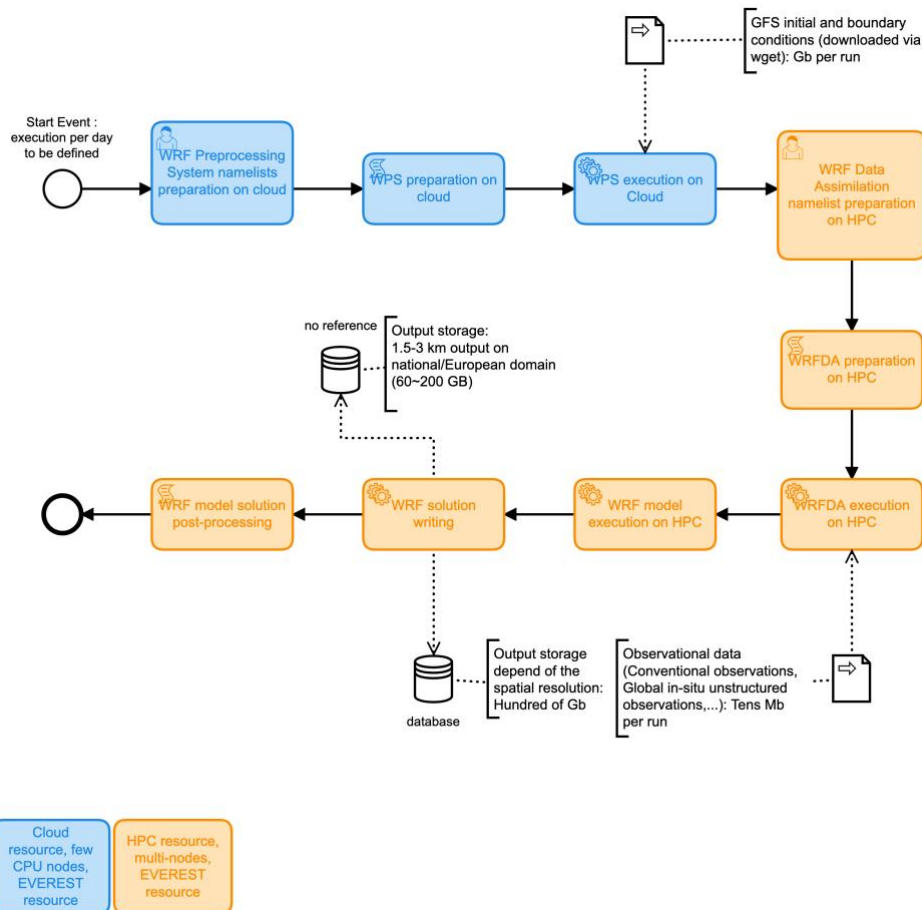 GFS initial and boundary
conditions (downloaded via
wget): Gb per run
Start Event :
execution per day
to be defined
WRF Preprocessing
System namelists
preparation on cloud
WPS preparation on
cloud
WPS execution on
Cloud
WRF Data
Assimilation
namelist preparation
on HPC
no reference
Output storage:
1.5-3 km output on
national/European domain
(60~200 GB)
WRFDA preparation
on HPC
WRF model solution
post-processing
WRF solution
writing
WRF model
execution on HPC
WRFDA execution
on HPC
database
Output storage
depend of the
spatial resolution:
Hundred of Gb
Observational data
(Conventional observations,
Global in-situ unstructured
observations,...): Tens Mb
per run
Cloud
resource, few
CPU nodes,
EVEREST
resource
HPC resource,
multi-nodes,
EVEREST
resource